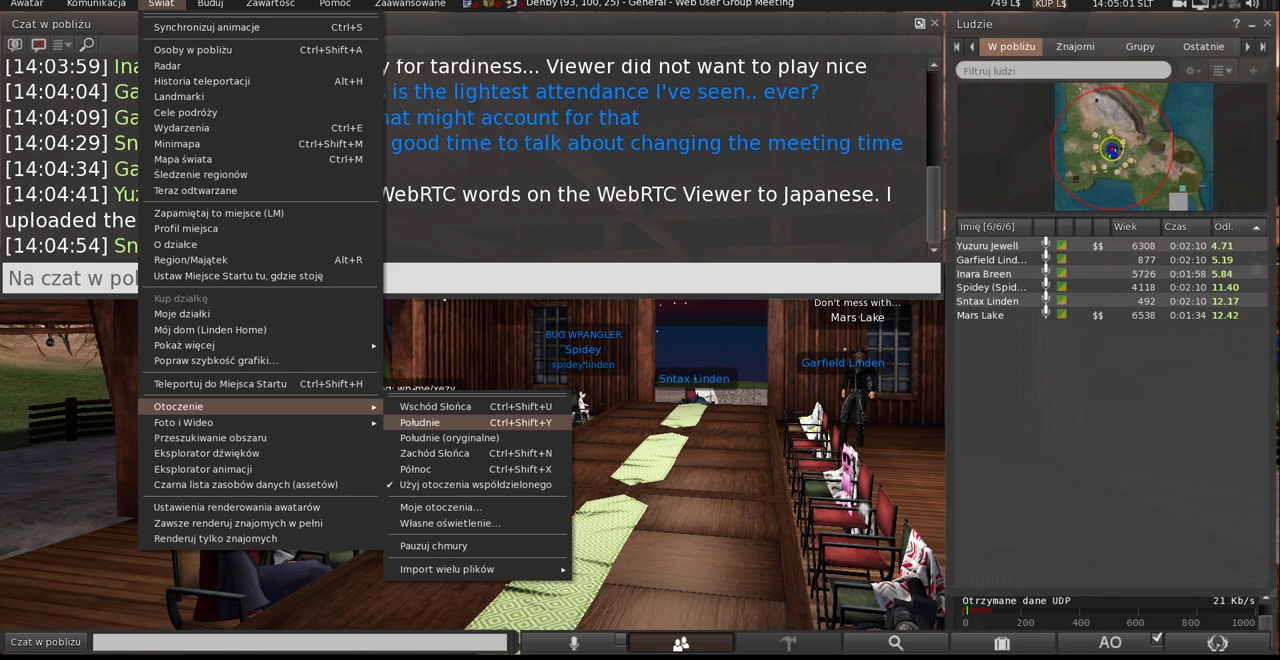 Awatar Komunikacja Świat Buduj Zawartość Pomoc Zaawansowane Denby (93, 100, 25) - General - Web User Group Meeting 749 L$ KUP L$ 14:05:01 SLT
Czat w pobliżu
[14:03:59] Ina y for tardiness... Viewer did not want to play nice
[14:04:04] Ga s is the lightest attendance I've seen.. ever?
[14:04:09] Ga hat might account for that
[14:04:29] Sn good time to talk about changing the meeting time
[14:04:34] Ga
[14:04:41] Yuz WebRTC words on the WebRTC Viewer to Japanese. I
uploaded the
[14:04:54] Sn
Na czat w pob
Synchronizuj animacje Ctrl+S
Osoby w pobliżu Ctrl+Shift+A
Radar
Historia teleportacji Alt+H
Landmarki
Cele podróży
Wydarzenia Ctrl+E
Minimapa Ctrl+Shift+M
Mapa świata Ctrl+M
Śledzenie regionów
Teraz odtwarzane
Zapamiętaj to miejsce (LM)
Profil miejsca
O działce
Region/Majątek Alt+R
Ustaw Miejsce Startu tu, gdzie stoję
Kup działkę
Moje działki
Mój dom (Linden Home)
Pokaż więcej
Popraw szybkość grafiki...
Teleportuj do Miejsca Startu Ctrl+Shift+H
Otoczenie
Foto i Wideo
Przeszukiwanie obszaru
Eksplorator dźwięków
Eksplorator animacji
Czarna lista zasobów danych (assetów)
Ustawienia renderowania awatarów
Zawsze renderuj znajomych w pełni
Renderuj tylko znajomych
Wschód Słońca Ctrl+Shift+U
Południe Ctrl+Shift+Y
Południe (oryginalne)
Zachód Słońca Ctrl+Shift+N
Północ Ctrl+Shift+X
✔ Użyj otoczenia współdzielonego
Moje otoczenia...
Własne oświetlenie...
Pauzuj chmury
Import wielu plików
BUG WRANGLER
Spidey
spidey.linden
Sntax Linden
Don't mess with...
Mars Lake
Garfield Linden
Ludzie
W pobliżu Znajomi Grupy Ostatnie
Filtruj ludzi
Imię [6/6/6] Wiek Czas Odl.
Yuzuru Jewell $$ 6308 0:02:10 4.71
Garfield Lind... 877 0:02:10 5.19
Inara Breen 5726 0:01:58 5.84
Spidey (Spid... 4118 0:02:10 11.40
Sntax Linden 492 0:02:10 12.17
Mars Lake $$ 6538 0:01:34 12.42
Otrzymane dane UDP 21 Kb/s
0 200 400 600 800 1000
Czat w pobliżu
AO